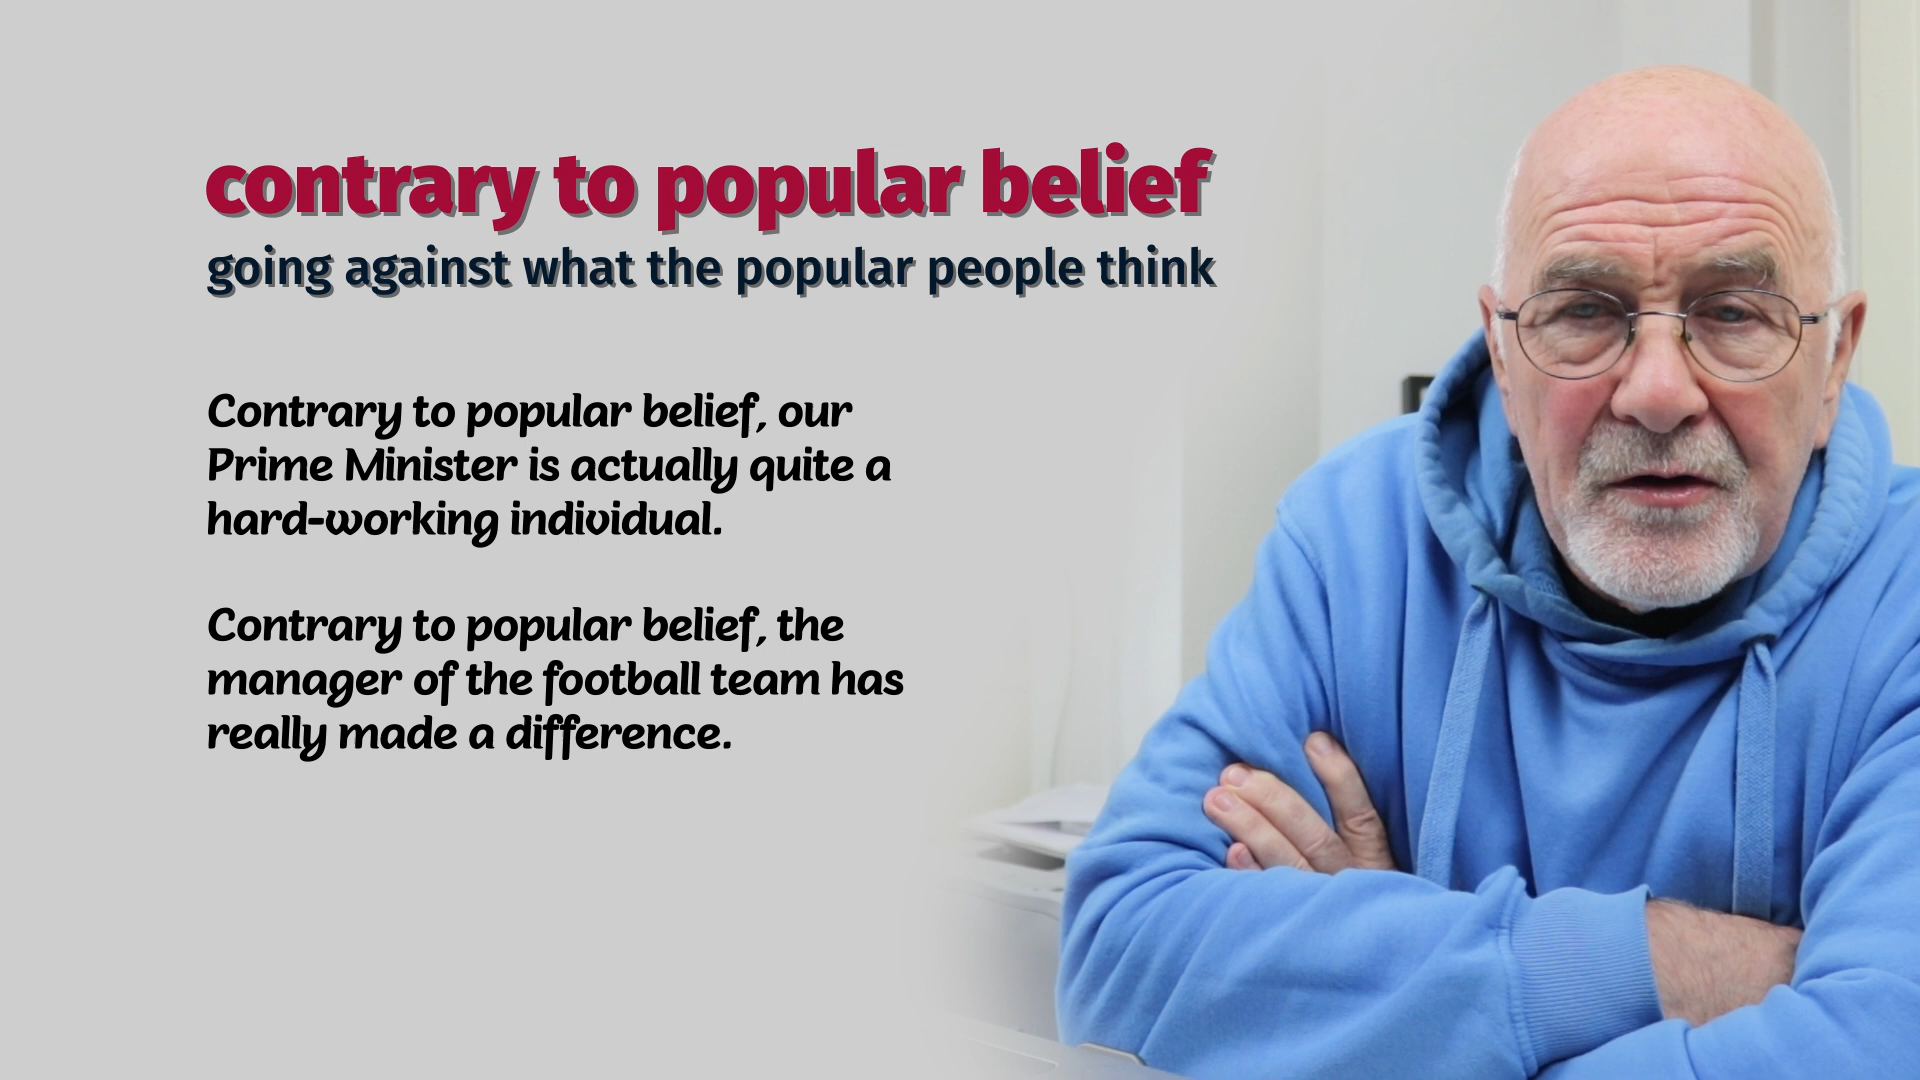 contrary to popular belief
going against what the popular people think
Contrary to popular belief, our
Prime Minister is actually quite a
hard-working individual.
Contrary to popular belief, the
manager of the football team has
really made a difference.